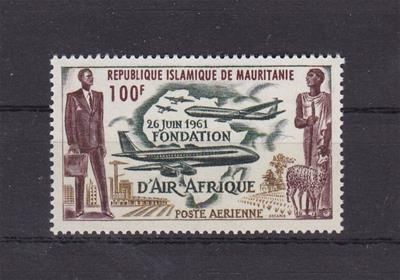 REPUBLIQUE ISLAMIQUE DE MAURITANIE
100F
26 JUIN 1961
FONDATION
D'AIR AFRIQUE
POSTE AERIENNE